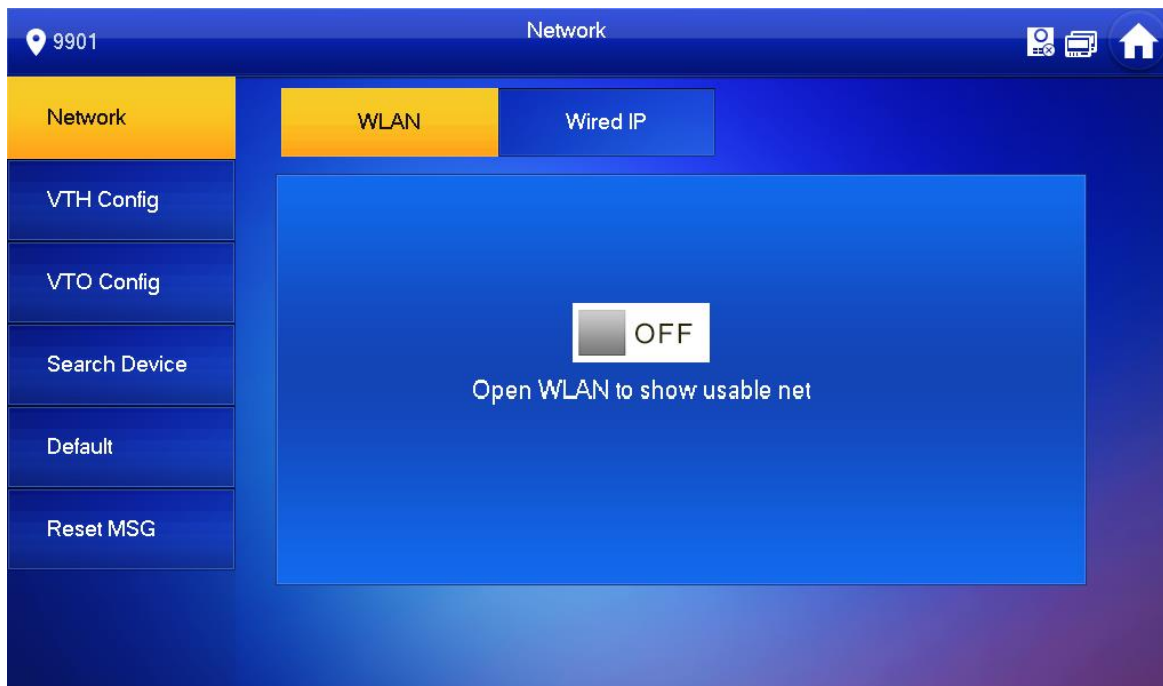 9901
Network
Network
WLAN
Wired IP
VTH Config
VTO Config
Search Device
Default
Reset MSG
OFF
Open WLAN to show usable net